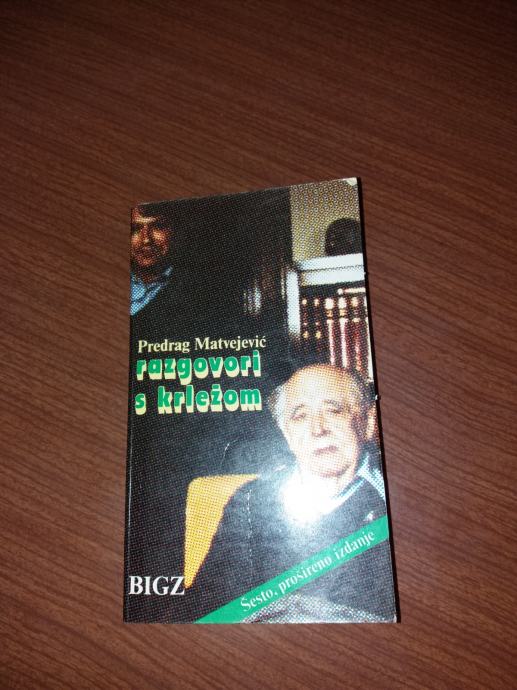 Predrag Matvejević
razgovori
s krležom
BIGZ
Šesto, prošireno izdanje